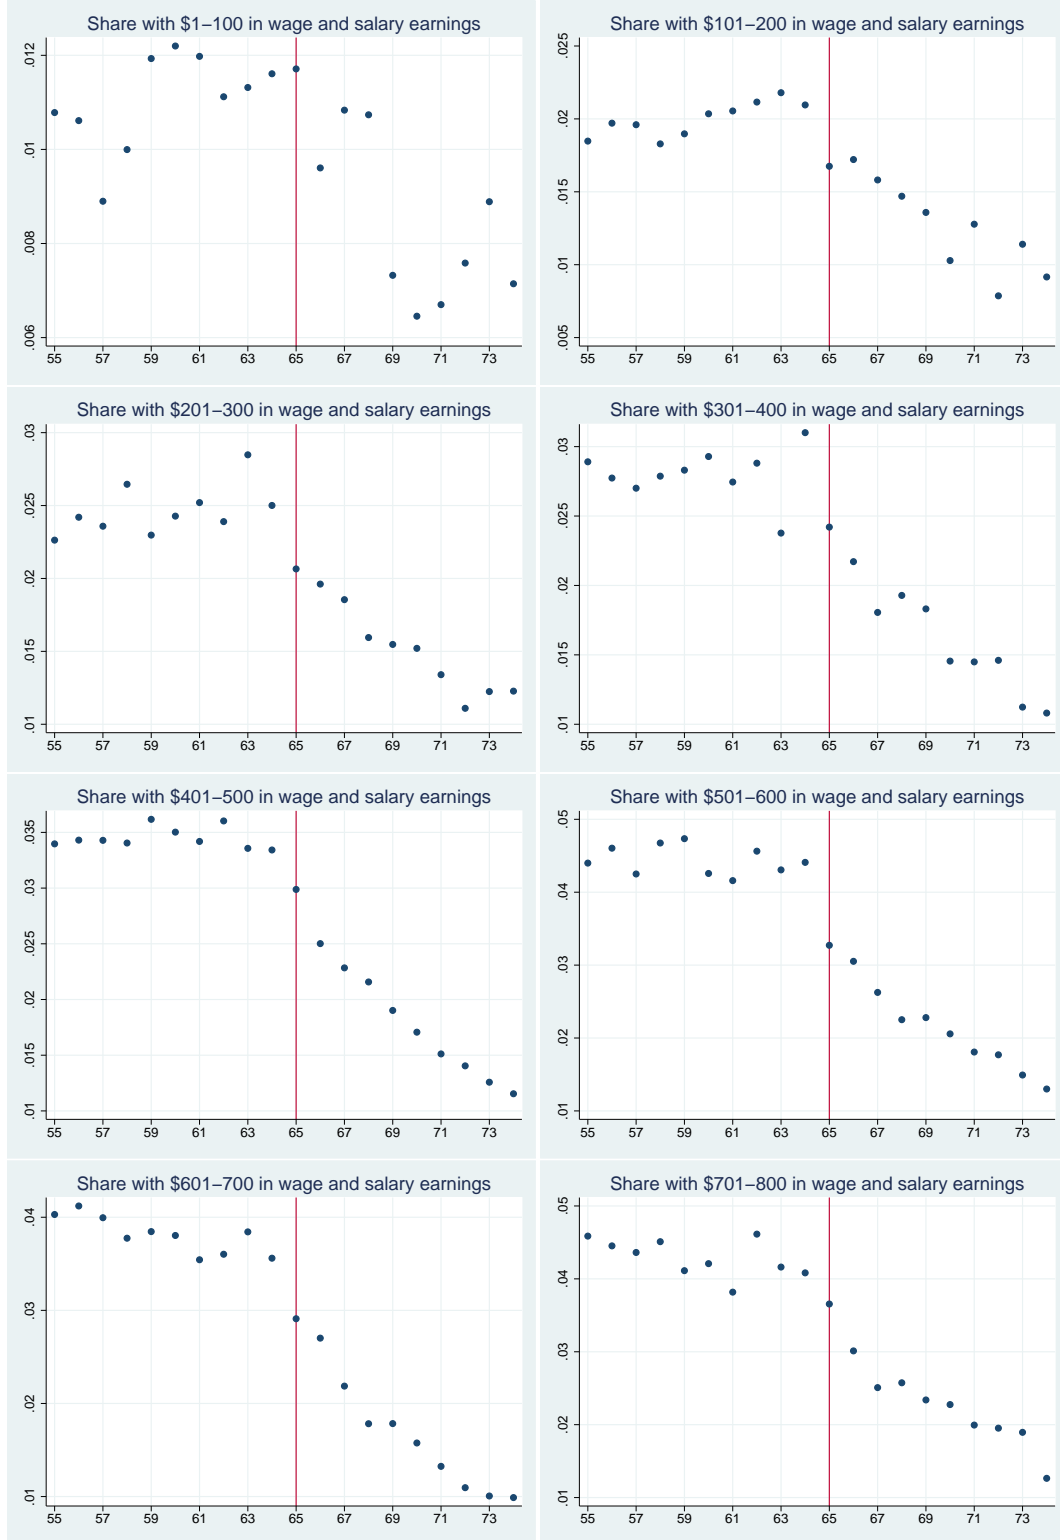 Share with $1−100 in wage and salary earnings
.012
.01
.008
.006
55 57 59 61 63 65 67 69 71 73
Share with $101−200 in wage and salary earnings
.025
.02
.015
.01
.005
55 57 59 61 63 65 67 69 71 73
Share with $201−300 in wage and salary earnings
.03
.025
.02
.015
.01
55 57 59 61 63 65 67 69 71 73
Share with $301−400 in wage and salary earnings
.03
.025
.02
.015
.01
55 57 59 61 63 65 67 69 71 73
Share with $401−500 in wage and salary earnings
.035
.03
.025
.02
.015
.01
55 57 59 61 63 65 67 69 71 73
Share with $501−600 in wage and salary earnings
.05
.04
.03
.02
.01
55 57 59 61 63 65 67 69 71 73
Share with $601−700 in wage and salary earnings
.04
.03
.02
.01
55 57 59 61 63 65 67 69 71 73
Share with $701−800 in wage and salary earnings
.05
.04
.03
.02
.01
55 57 59 61 63 65 67 69 71 73